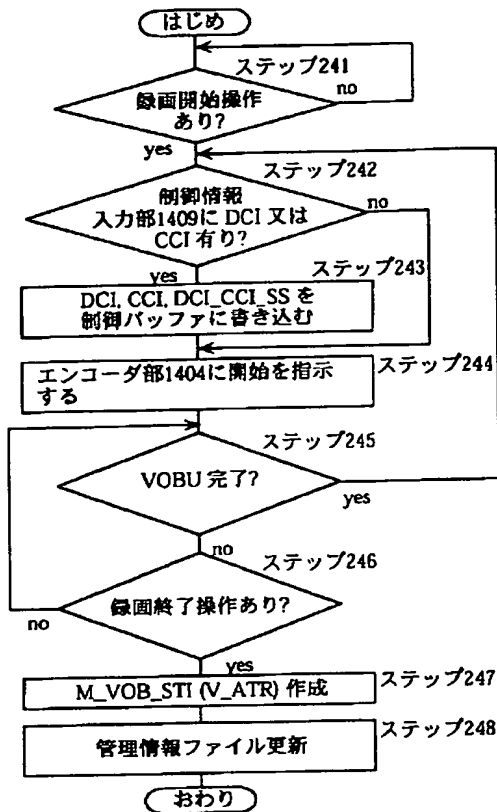 はじめ
ステップ241
録画開始操作
あり?
no
yes
ステップ242
制御情報
入力部1409に DCI 又は
CCI 有り?
no
yes
ステップ243
DCI, CCI, DCI_CCI_SS を
制御バッファに書き込む
ステップ244
エンコーダ部1404に開始を指示
する
ステップ245
VOBU 完了?
yes
no
ステップ246
録画終了操作あり?
no
yes
ステップ247
M_VOB_STI (V_ATR) 作成
ステップ248
管理情報ファイル更新
おわり